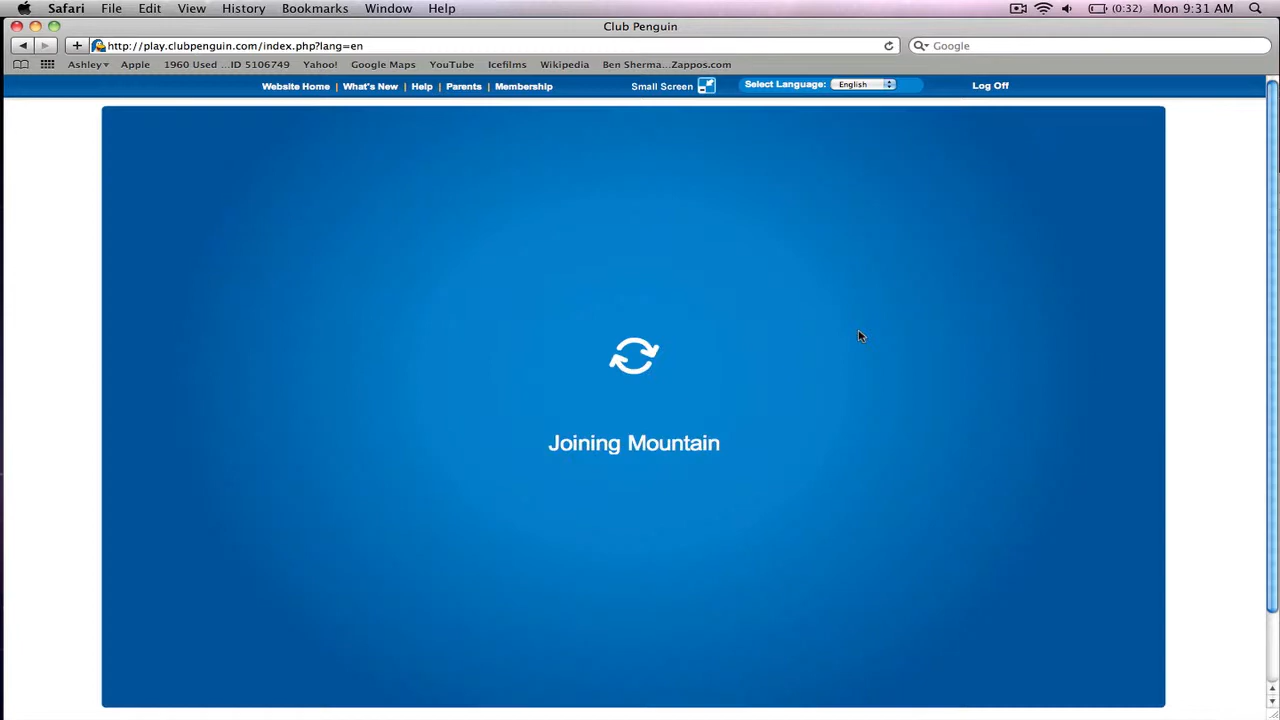 Safari File Edit View History Bookmarks Window Help (0:32) Mon 9:31 AM
Club Penguin
http://play.clubpenguin.com/index.php?lang=en Google
Ashley Apple 1960 Used ...ID 5106749 Yahoo! Google Maps YouTube Icefilms Wikipedia Ben Sherma...Zappos.com
Website Home | What's New | Help | Parents | Membership Small Screen Select Language: English Log Off
Joining Mountain